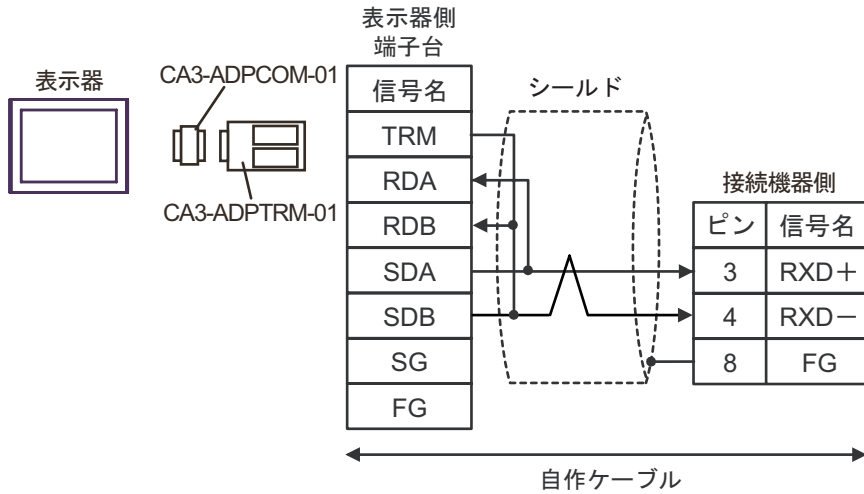 表示器側
端子台
表示器
CA3-ADPCOM-01
CA3-ADPTRM-01
信号名
TRM
RDA
RDB
SDA
SDB
SG
FG
シールド
接続機器側
ピン 信号名
3 RXD＋
4 RXD－
8 FG
自作ケーブル